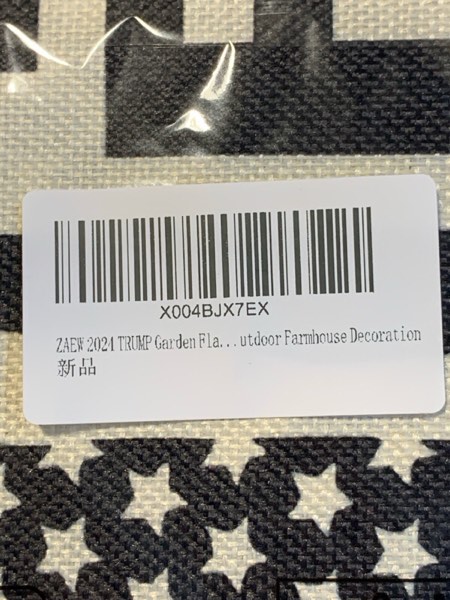 X004BJX7EX
ZAEW 2024 TRUMP Garden Fla...utdoor Farmhouse Decoration
新品